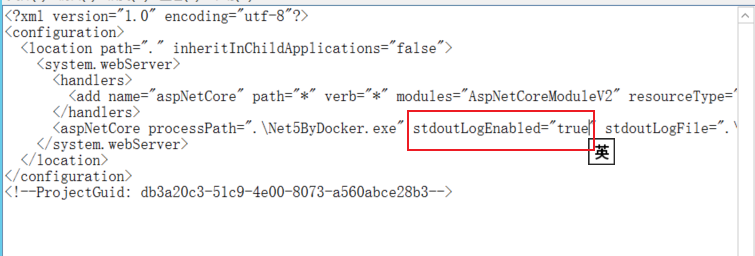 <?xml version="1.0" encoding="utf-8"?>
<configuration>
<location path="." inheritInChildApplications="false">
<system.webServer>
<handlers>
<add name="aspNetCore" path="*" verb="*" modules="AspNetCoreModuleV2" resourceType="
</handlers>
<aspNetCore processPath=".\Net5ByDocker.exe" stdoutLogEnabled="true" stdoutLogFile=".\
英
</system.webServer>
</location>
</configuration>
<!--ProjectGuid: db3a20c3-51c9-4e00-8073-a560abce28b3-->